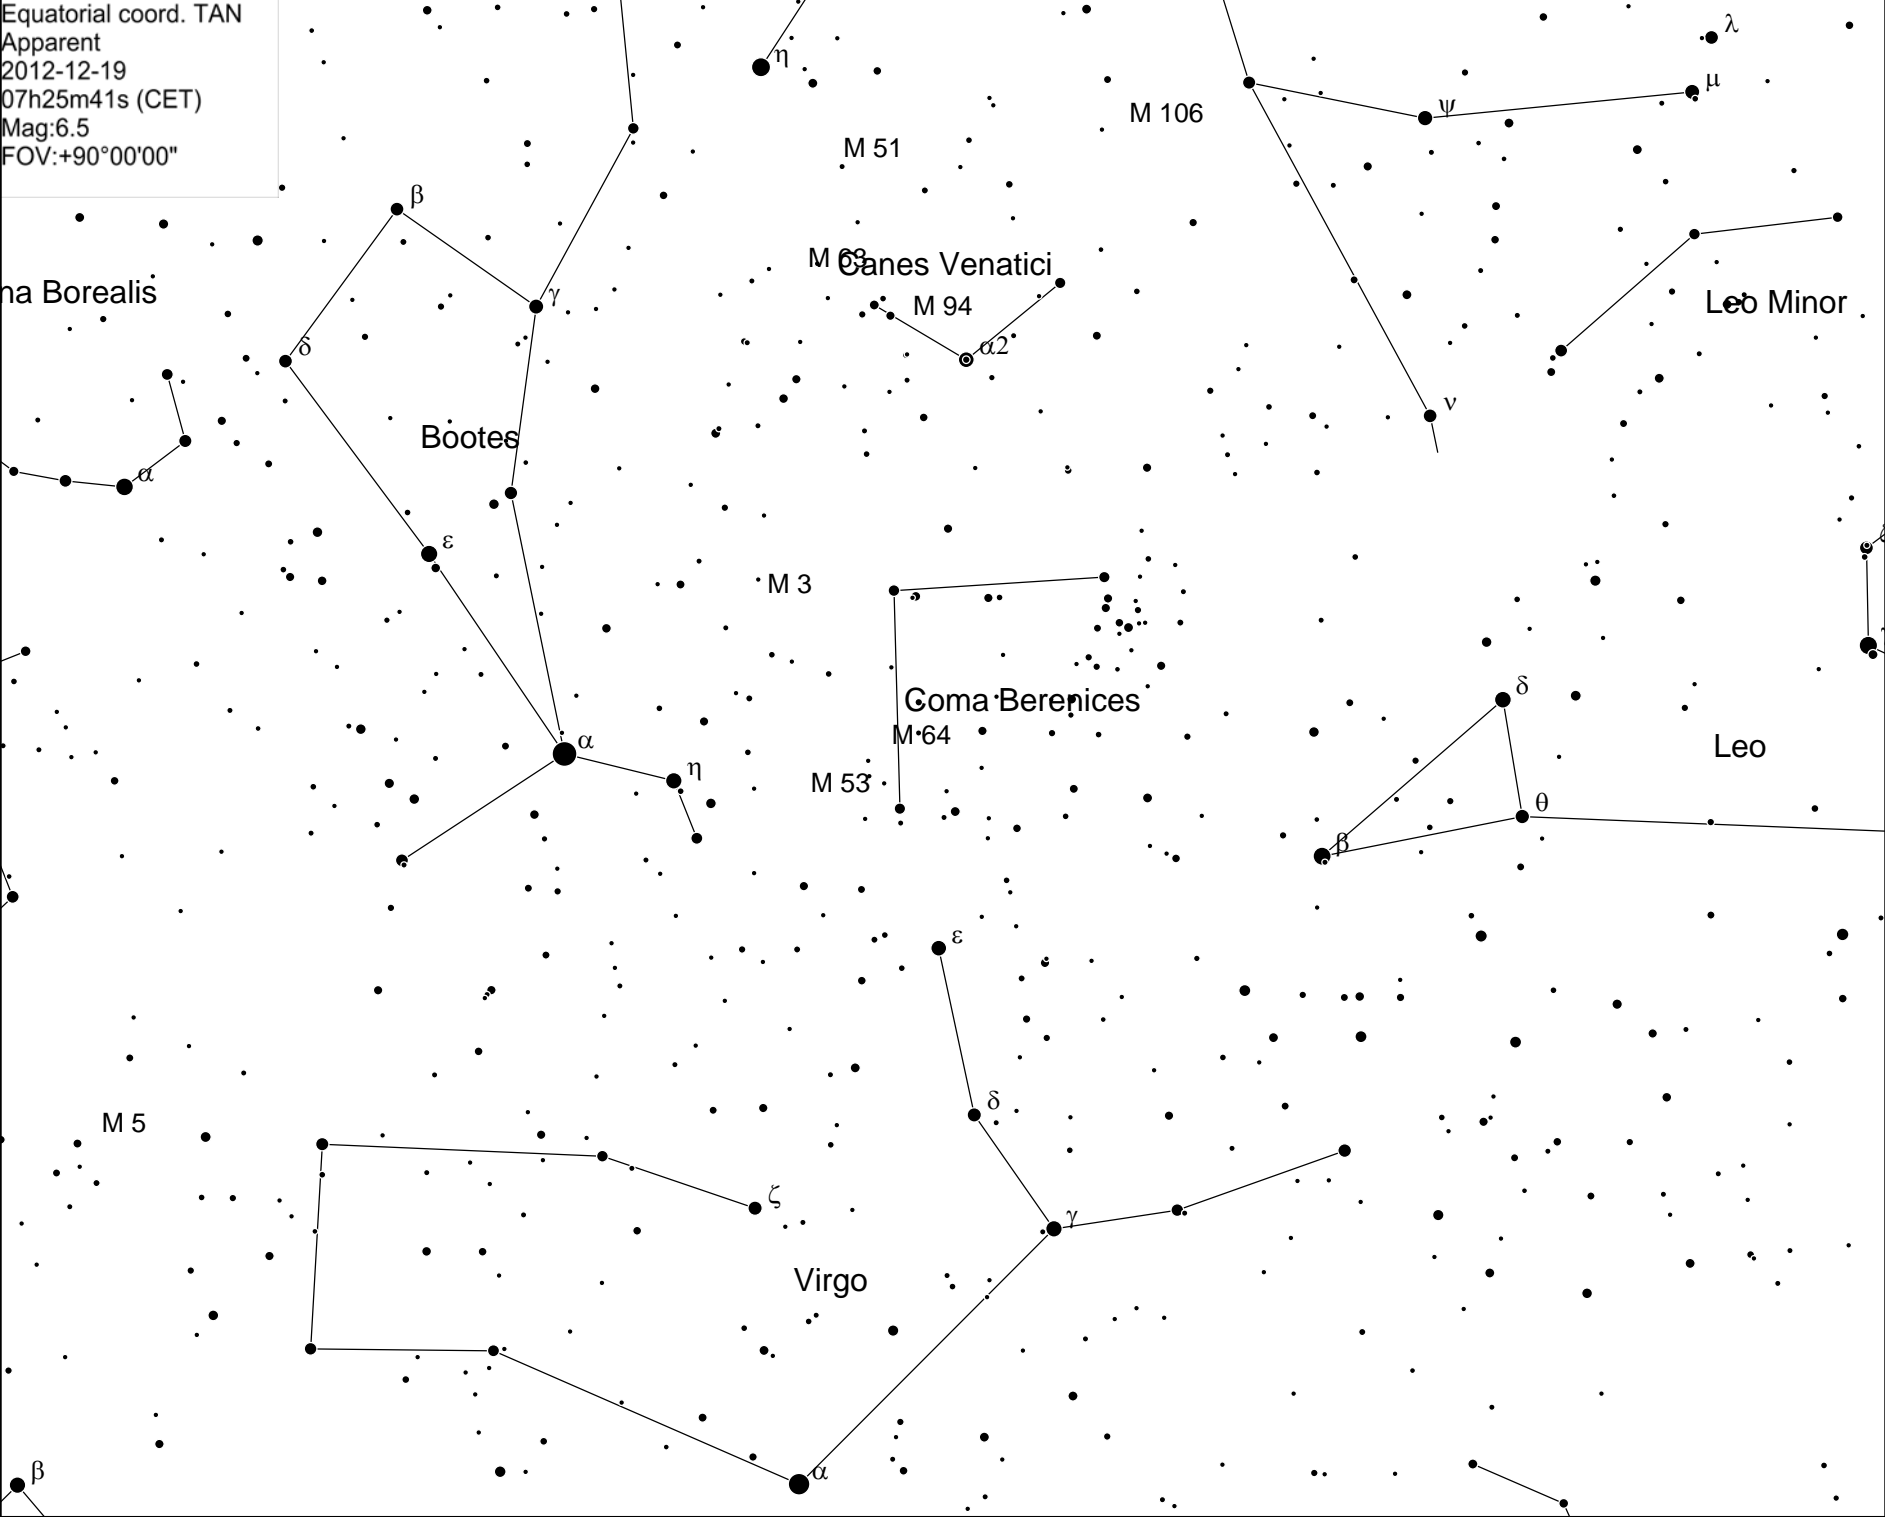 Equatorial coord. TAN
Apparent
2012-12-19
07h25m41s (CET)
Mag:6.5
FOV:+90°00'00"
η
λ
μ
ψ
M 106
M 51
β
M 63
Canes Venatici
na Borealis
γ
M 94
Leo Minor
δ
α2
ν
Bootes
α
ε
M 3
δ
Coma Berenices
M 64
Leo
α
η
M 53
θ
β
ε
δ
M 5
ζ
γ
Virgo
α
β